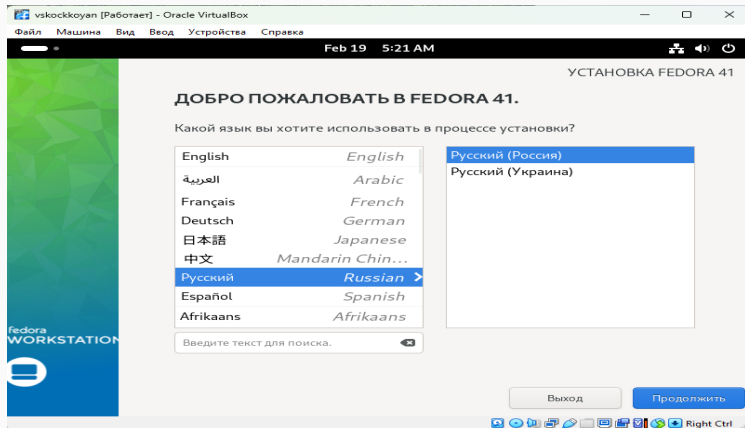 vskockkoyan [Работает] - Oracle VirtualBox
Файл Машина Вид Ввод Устройства Справка
Feb 19 5:21 AM
УСТАНОВКА FEDORA 41
ДОБРО ПОЖАЛОВАТЬ В FEDORA 41.
Какой язык вы хотите использовать в процессе установки?
English English
العربية Arabic
Français French
Deutsch German
日本語 Japanese
中文 Mandarin Chin...
Русский Russian
Español Spanish
Afrikaans Afrikaans
Русский (Россия)
Русский (Украина)
Введите текст для поиска.
fedora
WORKSTATION
Выход Продолжить
Right Ctrl